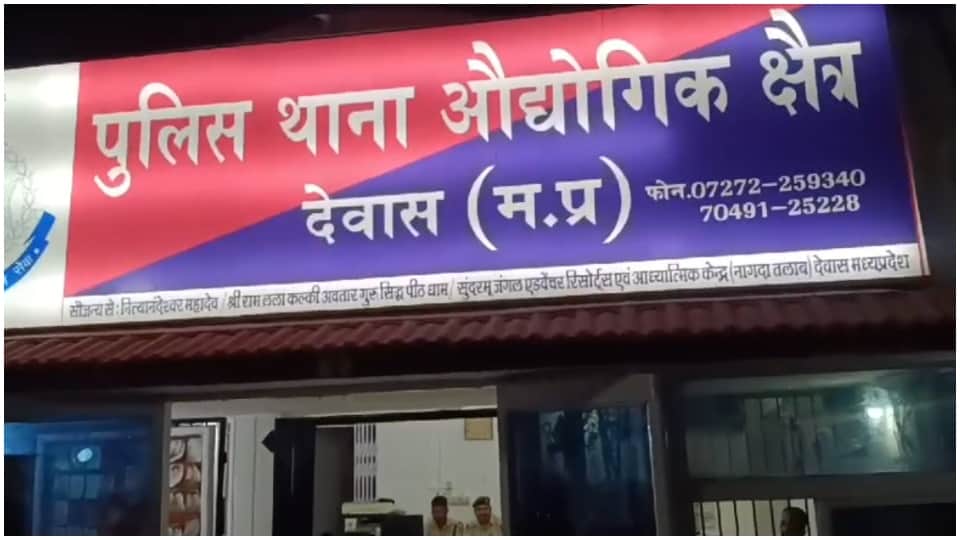 पुलिस थाना औद्योगिक क्षैत्र
देवास (म.प्र)
फोन.07272-259340
70491-25228
सेवा
सौजन्य से: नित्यानंदेश्वर महादेव / श्री राम लला कल्की अवतार गुरु सिद्ध पीठ धाम / सुंदरम् जंगल एडवेंचर रिसोर्ट्स एवं आध्यात्मिक केन्द्र (नागदा तलाब) देवास मध्यप्रदेश